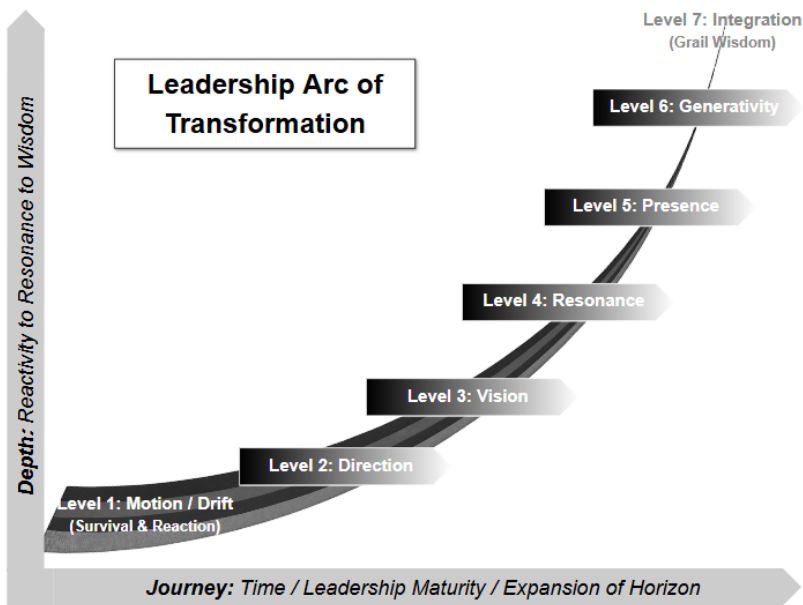 Level 7: Integration
(Grail Wisdom)
Leadership Arc of
Transformation
Level 6: Generativity
Level 5: Presence
Level 4: Resonance
Level 3: Vision
Level 2: Direction
Level 1: Motion / Drift
(Survival & Reaction)
Depth: Reactivity to Resonance to Wisdom
Journey: Time / Leadership Maturity / Expansion of Horizon